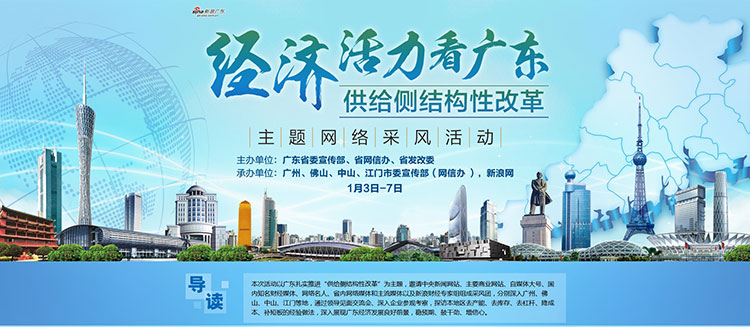 新浪广东
经济活力看广东
供给侧结构性改革
主题网络采风活动
主办单位：广东省委宣传部、省网信办、省发改委
承办单位：广州、佛山、中山、江门市委宣传部（网信办），新浪网
1月3日-7日
导读
本次活动以广东扎实推进“供给侧结构性改革”为主题，邀请中央新闻网站、主要商业网站、自媒体大号、国
内知名财经媒体、网络名人、省内网络媒体和主流媒体以及新浪财经专家组组成采风团，分别深入广州、佛
山、中山、江门等地，通过领导见面交流会、深入企业参观考察，探访本地区去产能、去库存、去杠杆、降成
本、补短板的经验做法，深入展现广东经济发展良好前景，稳预期、鼓干劲、增信心。